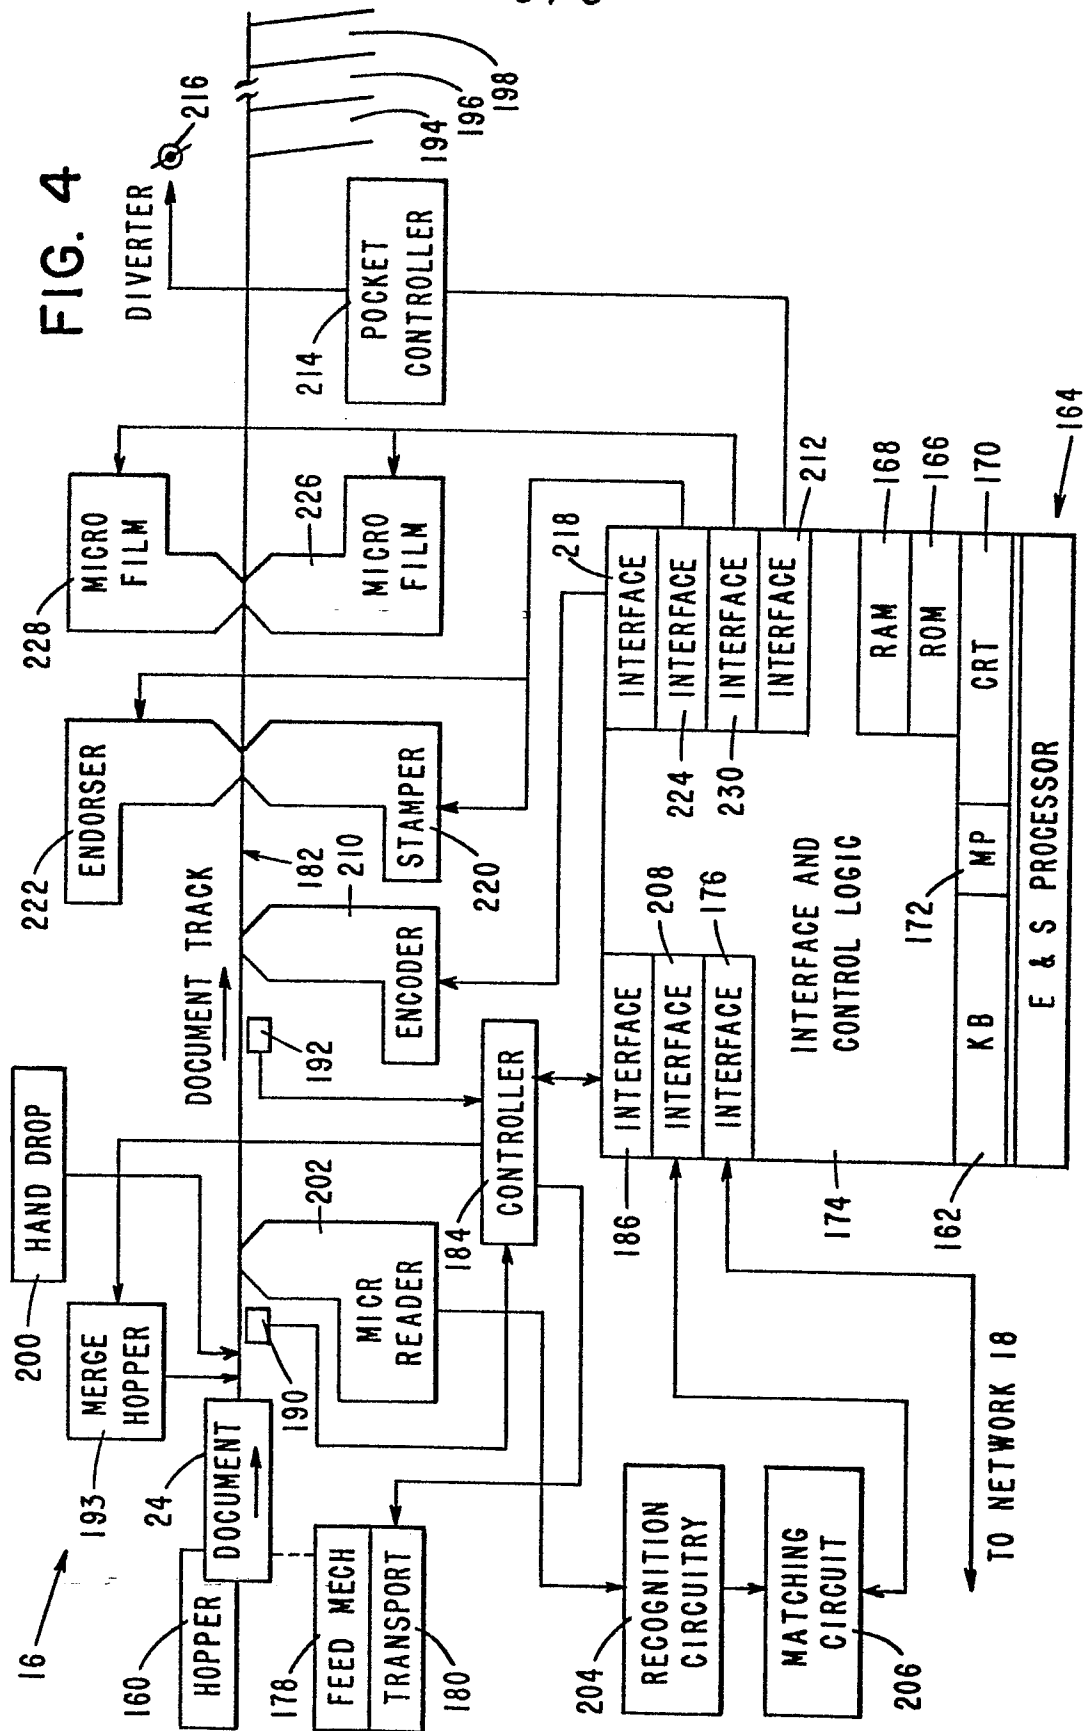 FIG. 4
16
160
HOPPER
193
MERGE
HOPPER
24
DOCUMENT
200
HAND DROP
DOCUMENT TRACK
182
222
ENDORSER
228
MICRO
FILM
DIVERTER
216
194
196
198
178
FEED MECH
TRANSPORT
180
190
MICR
READER
202
192
184
CONTROLLER
ENCODER
210
STAMPER
220
MICRO
FILM
226
214
POCKET
CONTROLLER
204
RECOGNITION
CIRCUITRY
MATCHING
CIRCUIT
206
TO NETWORK 18
186
INTERFACE
INTERFACE
208
INTERFACE
176
INTERFACE AND
CONTROL LOGIC
174
218
INTERFACE
224
INTERFACE
230
INTERFACE
INTERFACE
212
RAM
168
ROM
166
162
KB
172
MP
CRT
170
E & S PROCESSOR
164